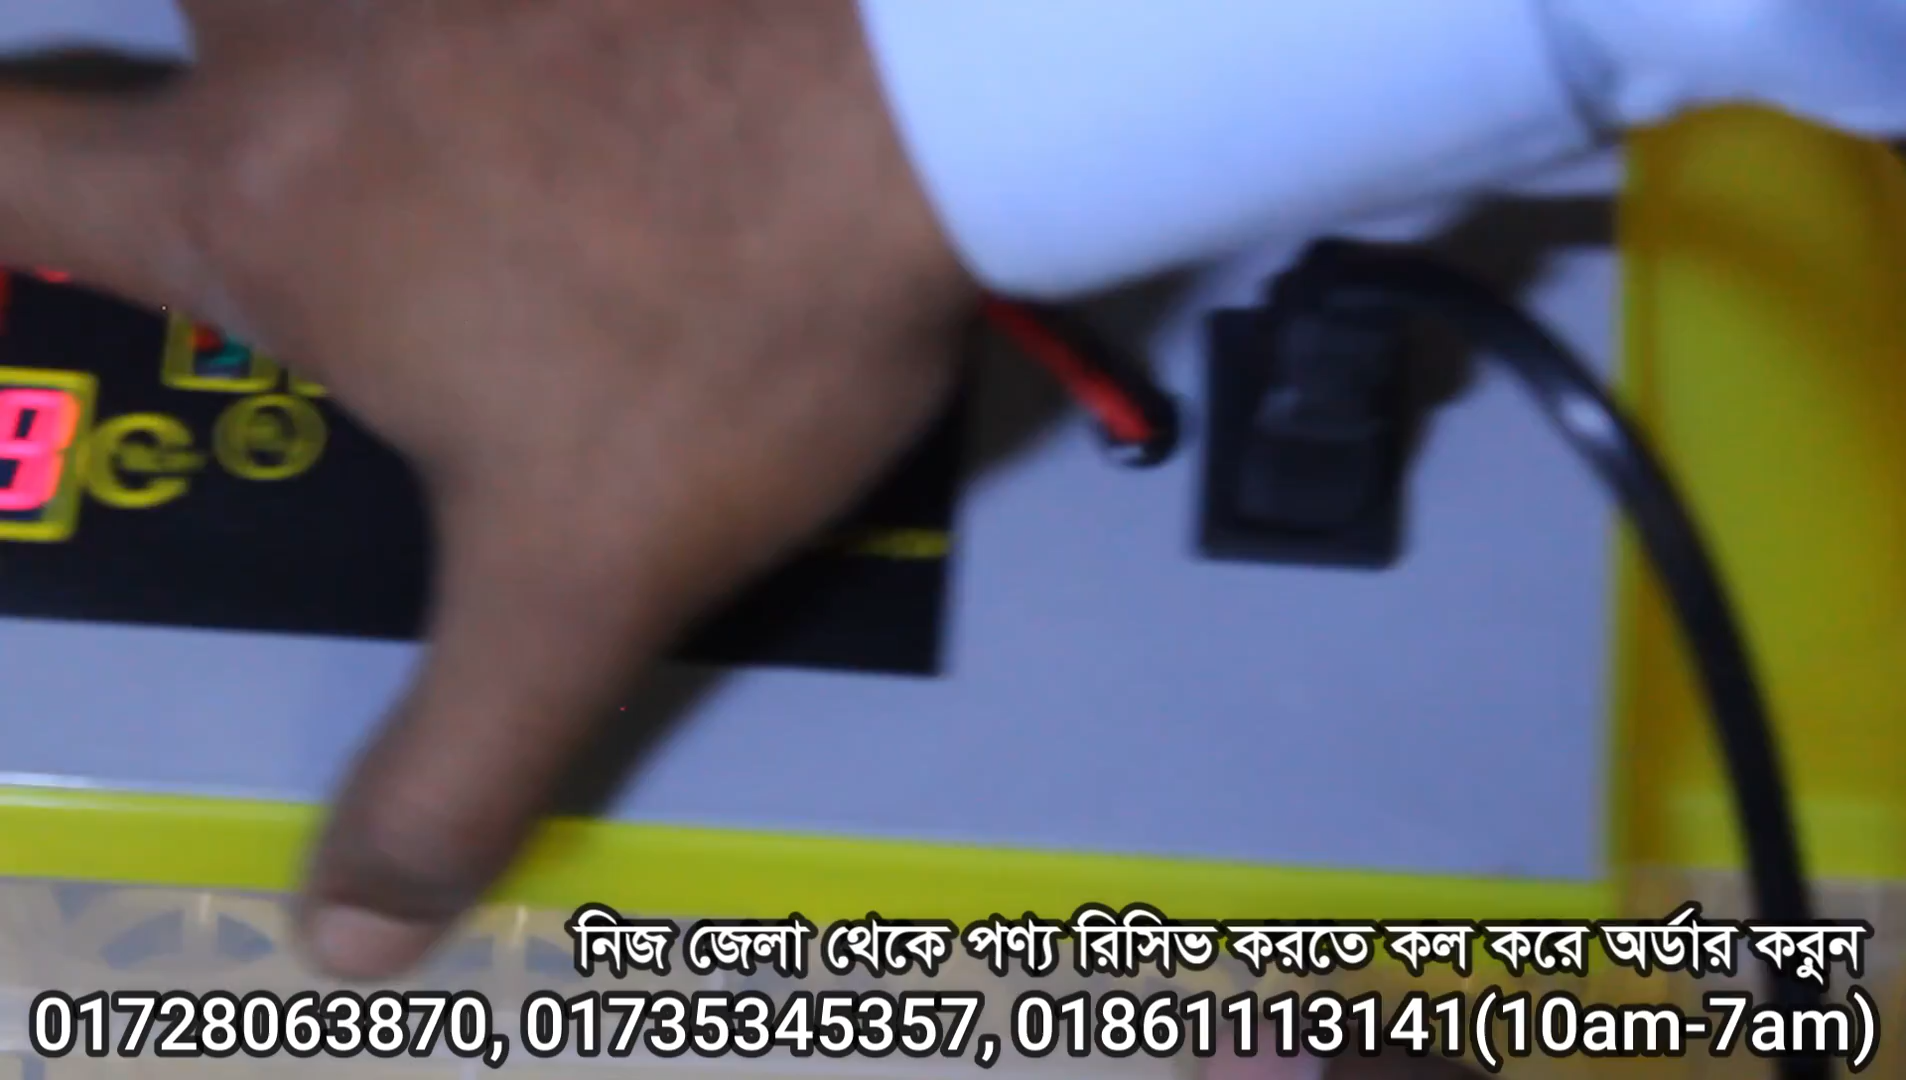 নিজ জেলা থেকে পণ্য রিসিভ করতে কল করে অর্ডার করুন
01728063870, 01735345357, 01861113141(10am-7am)